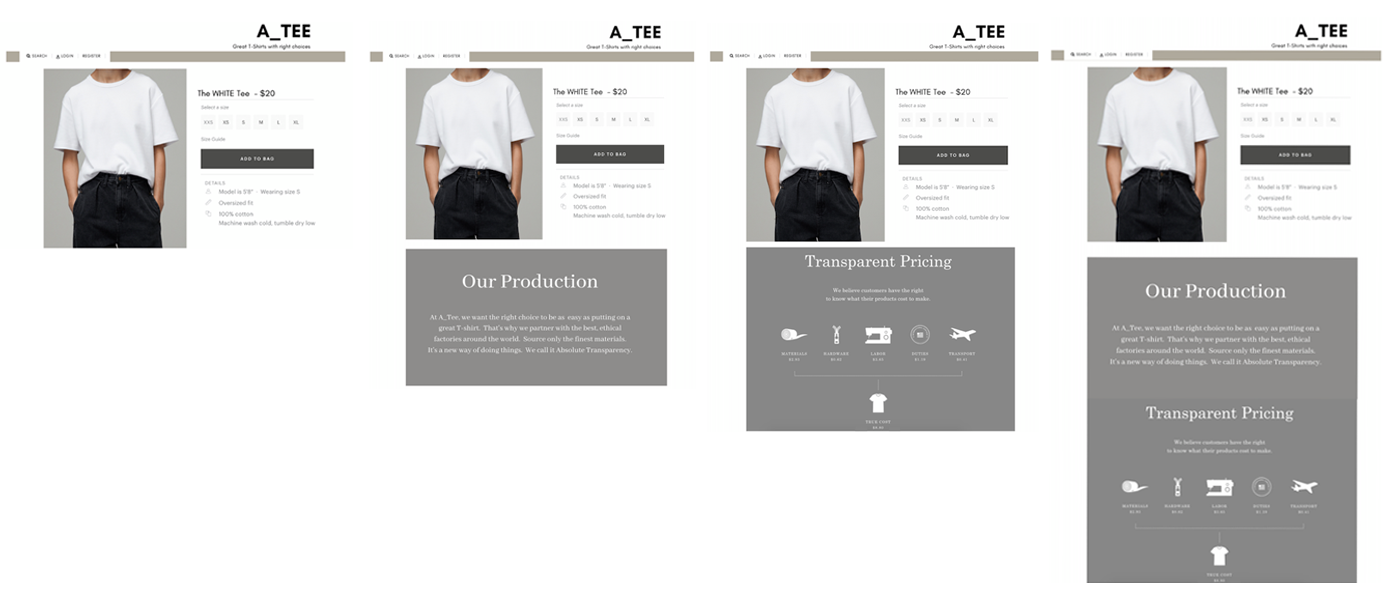 A_TEE
Great T-Shirts with right choices
SEARCH LOGIN REGISTER
The WHITE Tee - $20
Select a size
XXS XS S M L XL
Size Guide
ADD TO BAG
DETAILS
Model is 5'8" · Wearing size S
Oversized fit
100% cotton
Machine wash cold, tumble dry low
A_TEE
Great T-Shirts with right choices
SEARCH LOGIN REGISTER
The WHITE Tee - $20
Select a size
XXS XS S M L XL
Size Guide
ADD TO BAG
DETAILS
Model is 5'8" · Wearing size S
Oversized fit
100% cotton
Machine wash cold, tumble dry low
Our Production
At A_Tee, we want the right choice to be as easy as putting on a
great T-shirt. That's why we partner with the best, ethical
factories around the world. Source only the finest materials.
It's a new way of doing things. We call it Absolute Transparency.
A_TEE
Great T-Shirts with right choices
SEARCH LOGIN REGISTER
The WHITE Tee - $20
Select a size
XXS XS S M L XL
Size Guide
ADD TO BAG
DETAILS
Model is 5'8" · Wearing size S
Oversized fit
100% cotton
Machine wash cold, tumble dry low
Transparent Pricing
We believe customers have the right
to know what their products cost to make.
MATERIALS HARDWARE LABOR DUTIES TRANSPORT
TRUE COST
A_TEE
Great T-Shirts with right choices
SEARCH LOGIN REGISTER
The WHITE Tee - $20
Select a size
XXS XS S M L XL
Size Guide
ADD TO BAG
DETAILS
Model is 5'8" · Wearing size S
Oversized fit
100% cotton
Machine wash cold, tumble dry low
Our Production
At A_Tee, we want the right choice to be as easy as putting on a
great T-shirt. That's why we partner with the best, ethical
factories around the world. Source only the finest materials.
It's a new way of doing things. We call it Absolute Transparency.
Transparent Pricing
We believe customers have the right
to know what their products cost to make.
MATERIALS HARDWARE LABOR DUTIES TRANSPORT
TRUE COST